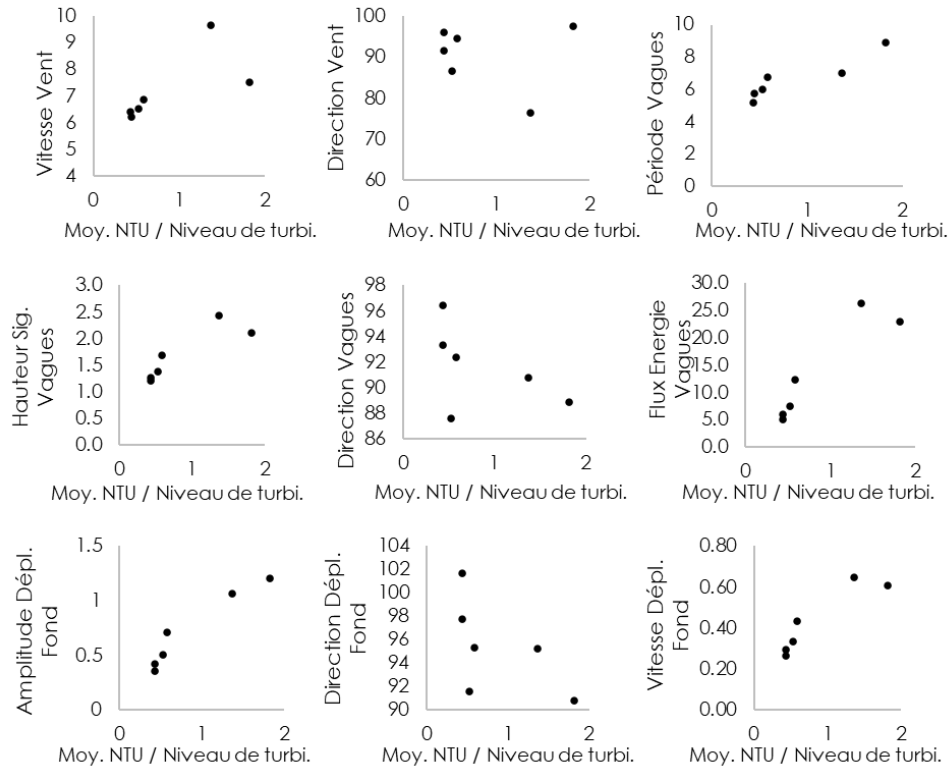 Vitesse Vent
10
9
8
7
6
5
4
0 1 2
Moy. NTU / Niveau de turbi.
Direction Vent
100
90
80
70
60
0 1 2
Moy. NTU / Niveau de turbi.
Période Vagues
10
8
6
4
2
0
0 1 2
Moy. NTU / Niveau de turbi.
Hauteur Sig.
Vagues
3.0
2.5
2.0
1.5
1.0
0.5
0.0
0 1 2
Moy. NTU / Niveau de turbi.
Direction Vagues
98
96
94
92
90
88
86
0 1 2
Moy. NTU / Niveau de turbi.
Flux Energie
Vagues
30.0
25.0
20.0
15.0
10.0
5.0
0.0
0 1 2
Moy. NTU / Niveau de turbi.
Amplitude Dépl.
Fond
1.5
1
0.5
0
0 1 2
Moy. NTU / Niveau de turbi.
Direction Dépl.
Fond
104
102
100
98
96
94
92
90
0 1 2
Moy. NTU / Niveau de turbi.
Vitesse Dépl.
Fond
0.80
0.60
0.40
0.20
0.00
0 1 2
Moy. NTU / Niveau de turbi.